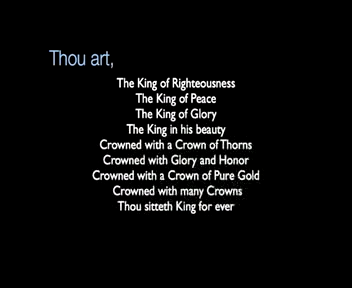 Thou art,
The King of Righteousness
The King of Peace
The King of Glory
The King in his beauty
Crowned with a Crown of Thorns
Crowned with Glory and Honor
Crowned with a Crown of Pure Gold
Crowned with many Crowns
Thou sitteth King for ever